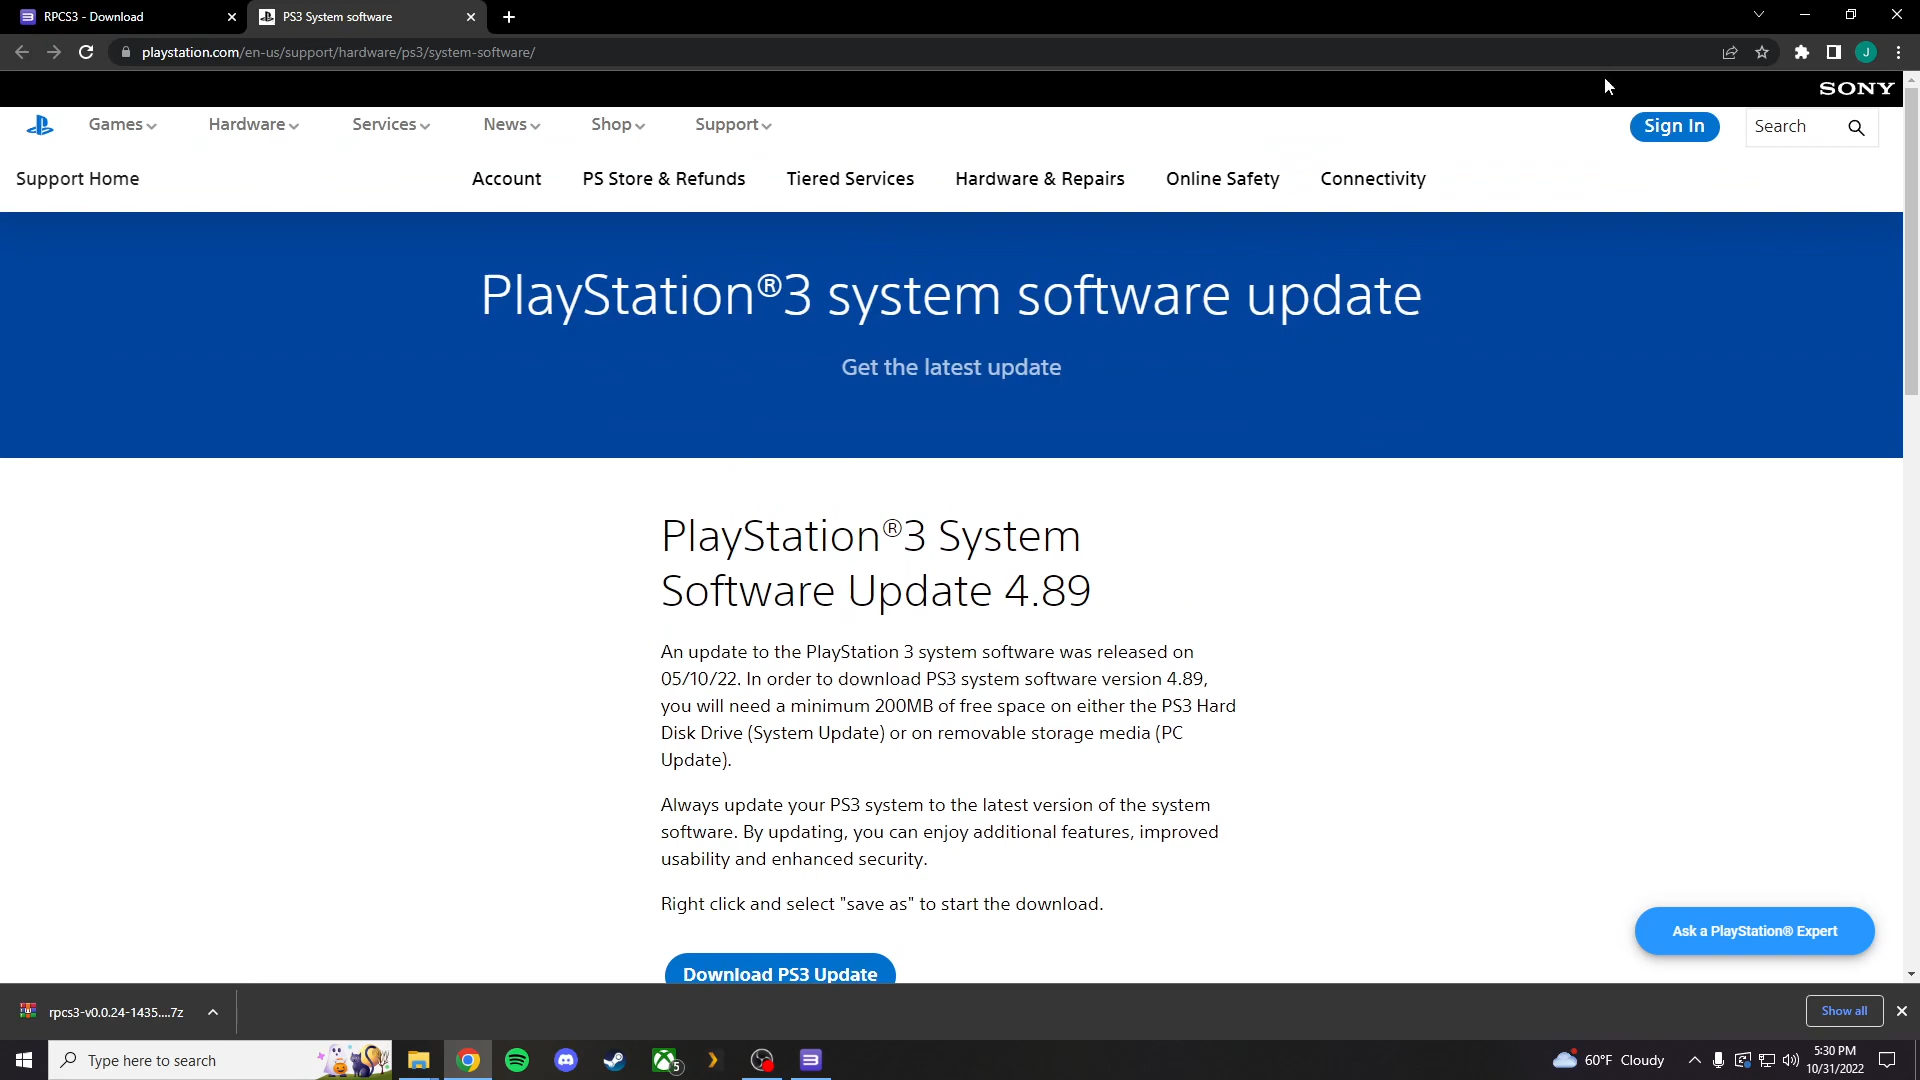 RPCS3 - Download
PS3 System software
playstation.com/en-us/support/hardware/ps3/system-software/
J
SONY
Games
Hardware
Services
News
Shop
Support
Sign In
Search
Support Home
Account
PS Store & Refunds
Tiered Services
Hardware & Repairs
Online Safety
Connectivity
PlayStation®3 system software update
Get the latest update
PlayStation®3 System
Software Update 4.89
An update to the PlayStation 3 system software was released on
05/10/22. In order to download PS3 system software version 4.89,
you will need a minimum 200MB of free space on either the PS3 Hard
Disk Drive (System Update) or on removable storage media (PC
Update).
Always update your PS3 system to the latest version of the system
software. By updating, you can enjoy additional features, improved
usability and enhanced security.
Right click and select "save as" to start the download.
Download PS3 Update
Ask a PlayStation® Expert
rpcs3-v0.0.24-1435....7z
Show all
Type here to search
5
60°F Cloudy
5:30 PM
10/31/2022